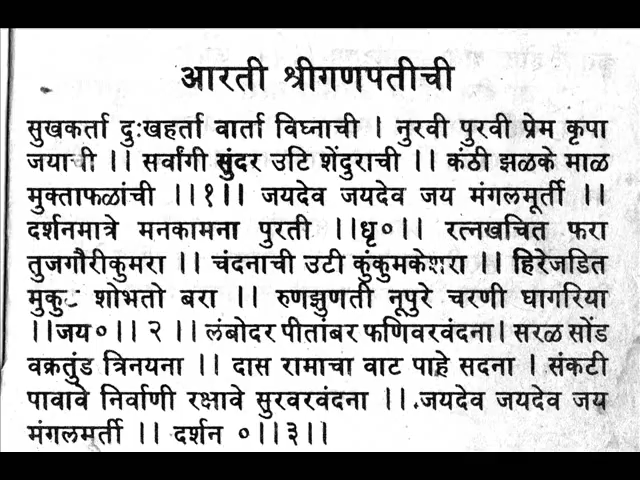 आरती श्रीगणपतीची
सुखकर्ता दुःखहर्ता वार्ता विघ्नाची । नुरवी पुरवी प्रेम कृपा
जयाची ।। सर्वांगी सुंदर उटि शेंदुराची ।। कंठी झळके माळ
मुक्ताफळांची ।।१।। जयदेव जयदेव जय मंगलमूर्ती ।।
दर्शनमात्रे मनकामना पुरती ।।धृ०।। रत्नखचित फरा
तुजगौरीकुमरा ।। चंदनाची उटी कुंकुमकेशरा ।। हिरेजडित
मुकुट शोभतो बरा ।। रुणझुणती नूपुरे चरणी घागरिया
।।जय०।। २ ।। लंबोदर पीतांबर फणिवरवंदना। सरळ सोंड
वक्रतुंड त्रिनयना ।। दास रामाचा वाट पाहे सदना । संकटी
पावावे निर्वाणी रक्षावे सुरवरवंदना ।। जयदेव जयदेव जय
मंगलमूर्ती ।। दर्शन ०।।३।।